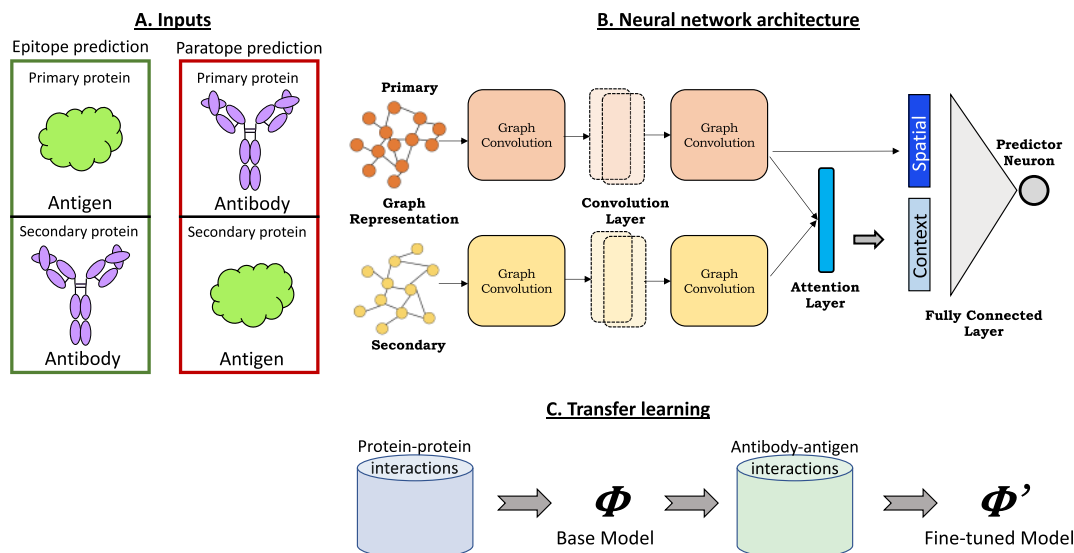 A. Inputs
Epitope prediction
Paratope prediction
Primary protein
Antigen
Secondary protein
Antibody
Primary protein
Antibody
Secondary protein
Antigen
B. Neural network architecture
Primary
Graph
Representation
Graph
Convolution
Convolution
Layer
Graph
Convolution
Secondary
Graph
Convolution
Graph
Convolution
Attention
Layer
Spatial
Context
Fully Connected
Layer
Predictor
Neuron
C. Transfer learning
Protein-protein
interactions
Φ
Base Model
Antibody-antigen
interactions
Φ’
Fine-tuned Model